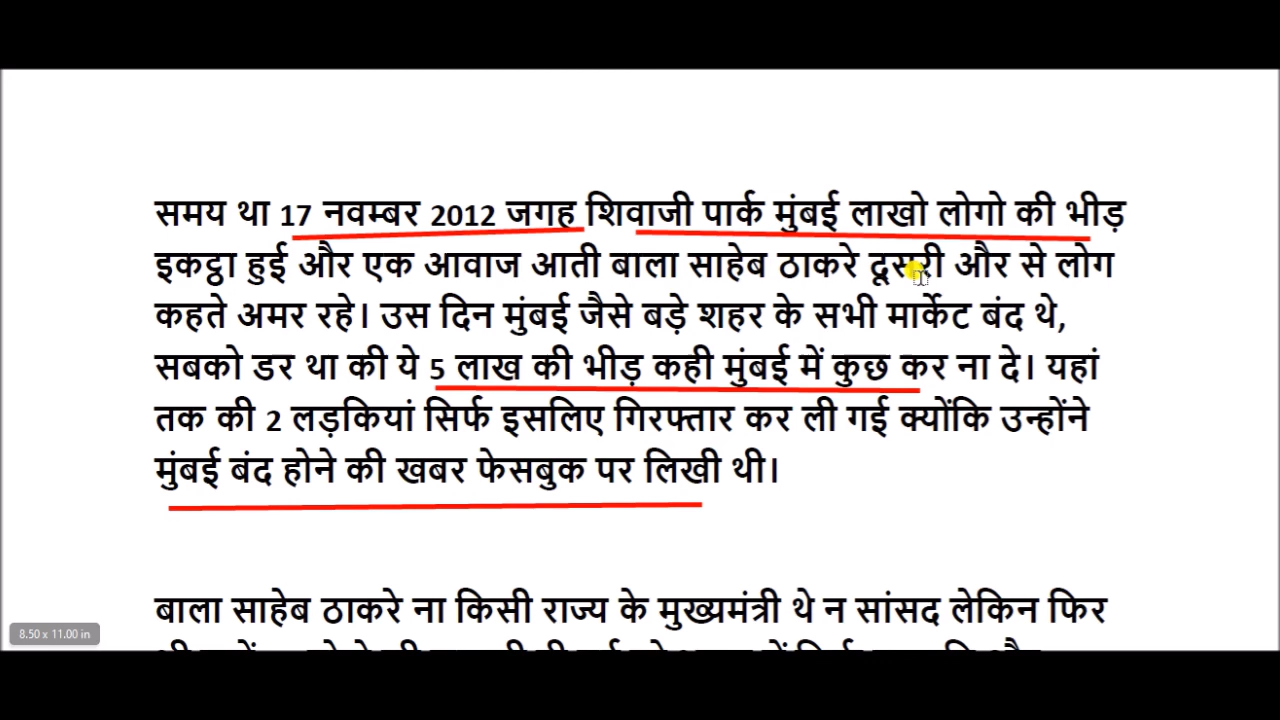 समय था 17 नवम्बर 2012 जगह शिवाजी पार्क मुंबई लाखो लोगो की भीड़
इकट्ठा हुई और एक आवाज आती बाला साहेब ठाकरे दूसरी और से लोग
कहते अमर रहे। उस दिन मुंबई जैसे बड़े शहर के सभी मार्केट बंद थे,
सबको डर था की ये 5 लाख की भीड़ कही मुंबई में कुछ कर ना दे। यहां
तक की 2 लड़कियां सिर्फ इसलिए गिरफ्तार कर ली गई क्योंकि उन्होंने
मुंबई बंद होने की खबर फेसबुक पर लिखी थी।
बाला साहेब ठाकरे ना किसी राज्य के मुख्यमंत्री थे न सांसद लेकिन फिर
8.50 x 11.00 in